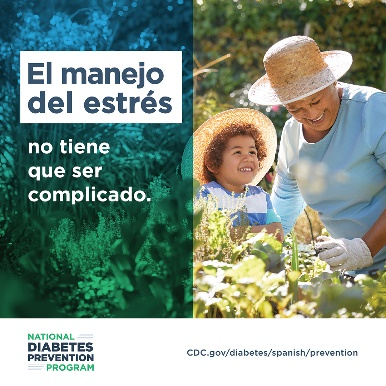 El manejo
del estrés
no tiene
que ser
complicado.
NATIONAL
DIABETES
PREVENTION
PROGRAM
CDC.gov/diabetes/spanish/prevention